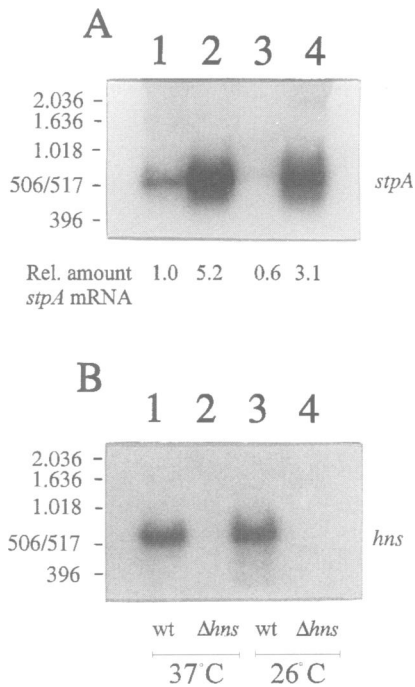 A
1 2 3 4
2.036 -
1.636 -
1.018 -
506/517 -
396 -
stpA
Rel. amount 1.0 5.2 0.6 3.1
stpA mRNA
B
1 2 3 4
2.036 -
1.636 -
1.018 -
506/517 -
396 -
hns
wt Δhns wt Δhns
37°C 26°C